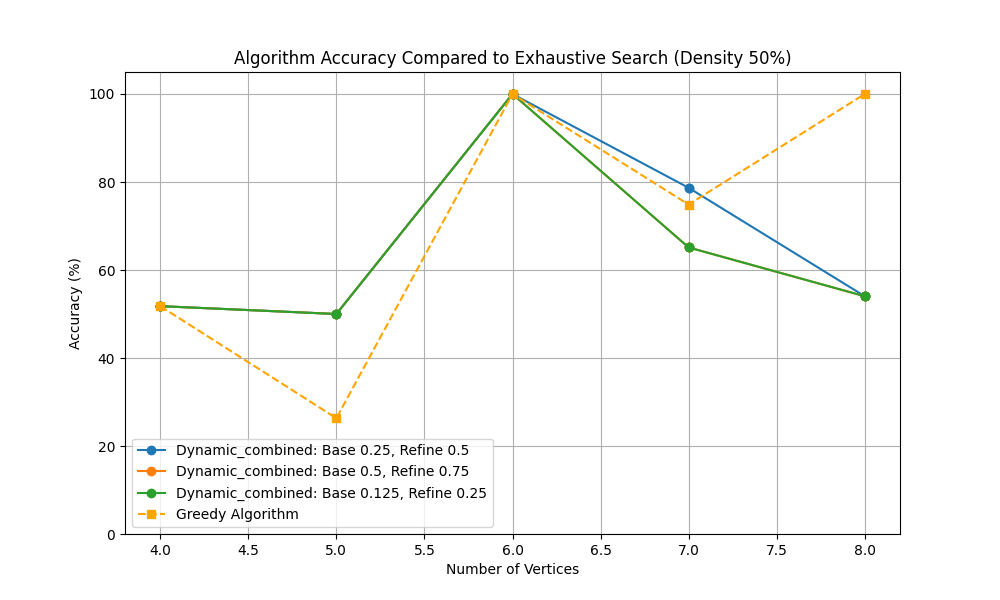 Algorithm Accuracy Compared to Exhaustive Search (Density 50%)
Accuracy (%)
100
80
60
40
20
0
Dynamic_combined: Base 0.25, Refine 0.5
Dynamic_combined: Base 0.5, Refine 0.75
Dynamic_combined: Base 0.125, Refine 0.25
Greedy Algorithm
4.0 4.5 5.0 5.5 6.0 6.5 7.0 7.5 8.0
Number of Vertices